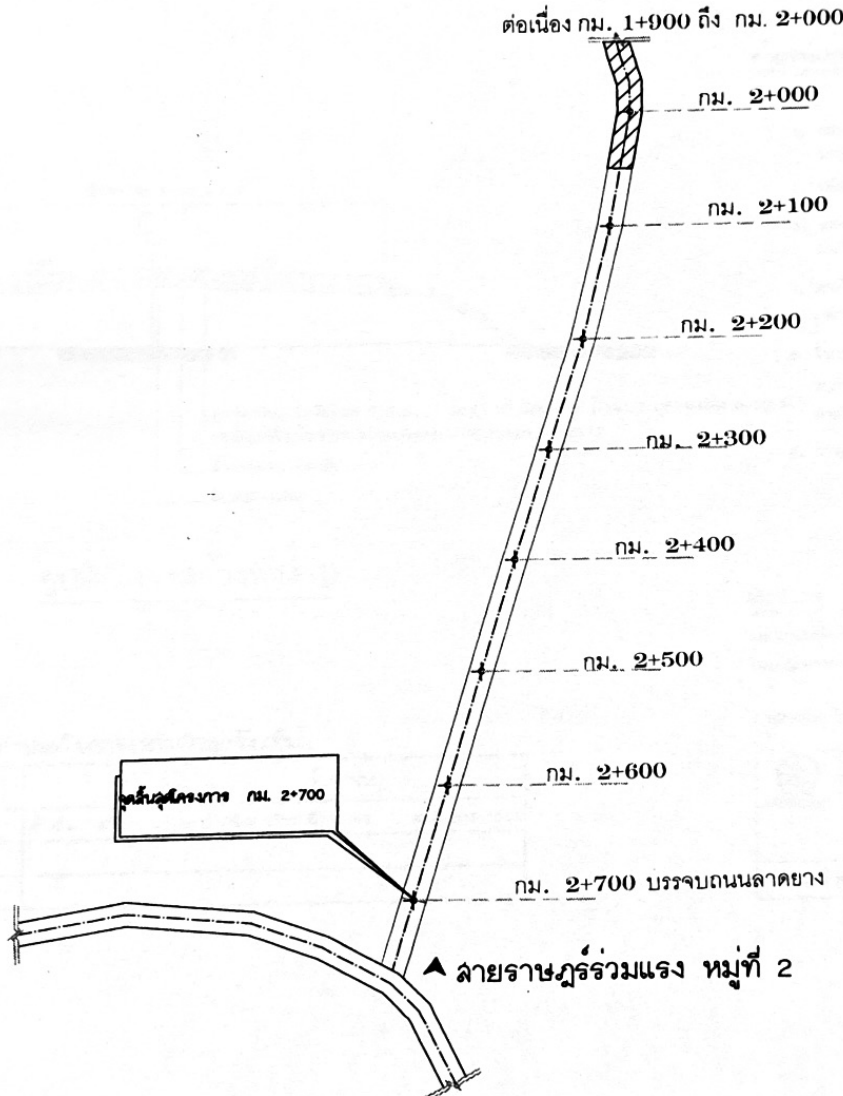 ต่อเนื่อง กม. 1+900 ถึง กม. 2+000
กม. 2+000
กม. 2+100
กม. 2+200
กม. 2+300
กม. 2+400
กม. 2+500
กม. 2+600
จุดสิ้นสุดโครงการ กม. 2+700
กม. 2+700 บรรจบถนนลาดยาง
สายราษฎร์ร่วมแรง หมู่ที่ 2